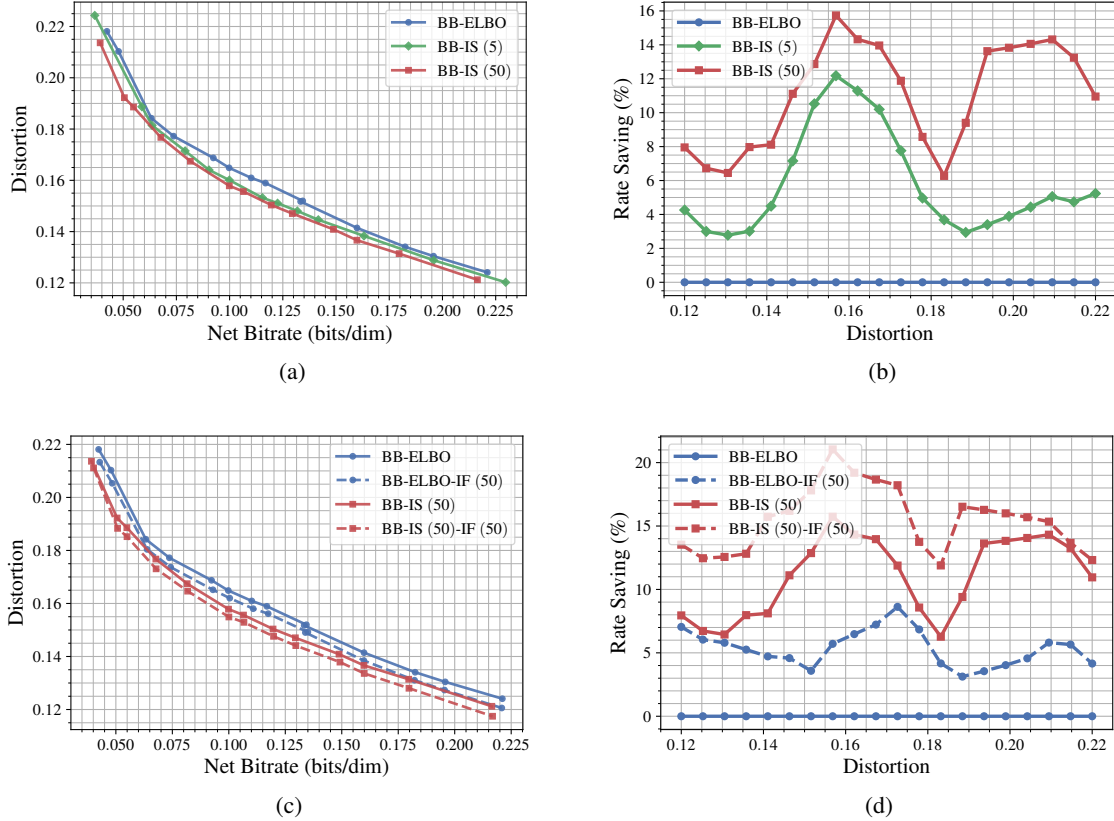 BB-ELBO
BB-IS (5)
BB-IS (50)
0.22
0.20
0.18
0.16
0.14
0.12
Distortion
0.050 0.075 0.100 0.125 0.150 0.175 0.200 0.225
Net Bitrate (bits/dim)
(a)
BB-ELBO
BB-IS (5)
BB-IS (50)
16
14
12
10
8
6
4
2
0
Rate Saving (%)
0.12 0.14 0.16 0.18 0.20 0.22
Distortion
(b)
BB-ELBO
BB-ELBO-IF (50)
BB-IS (50)
BB-IS (50)-IF (50)
0.22
0.20
0.18
0.16
0.14
0.12
Distortion
0.050 0.075 0.100 0.125 0.150 0.175 0.200 0.225
Net Bitrate (bits/dim)
(c)
BB-ELBO
BB-ELBO-IF (50)
BB-IS (50)
BB-IS (50)-IF (50)
20
15
10
5
0
Rate Saving (%)
0.12 0.14 0.16 0.18 0.20 0.22
Distortion
(d)